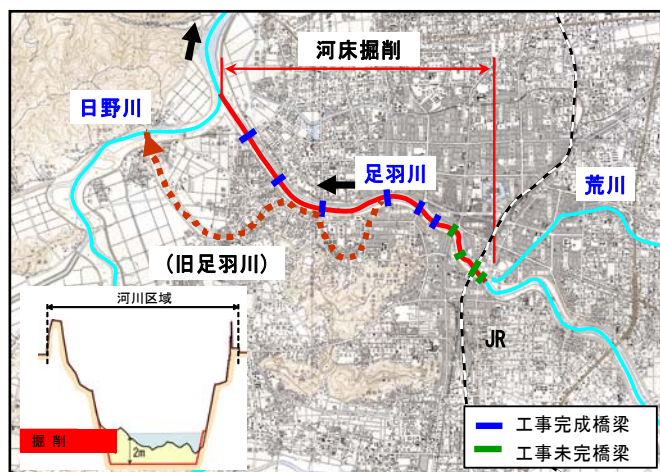 河床掘削
日野川
足羽川
荒川
（旧足羽川）
河川区域
JR
掘 削
2m
工事完成橋梁
工事未完橋梁